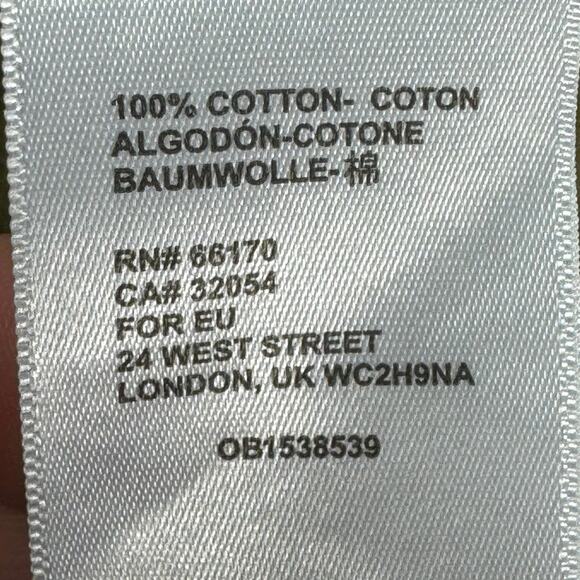 100% COTTON- COTON
ALGODÓN-COTONE
BAUMWOLLE-棉
RN# 66170
CA# 32054
FOR EU
24 WEST STREET
LONDON, UK WC2H9NA
OB1538539